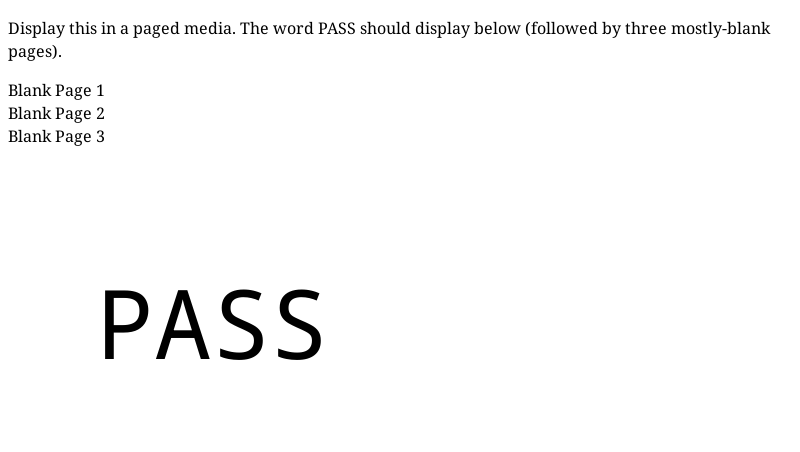 Display this in a paged media. The word PASS should display below (followed by three mostly-blank
pages).
Blank Page 1
Blank Page 2
Blank Page 3
PASS